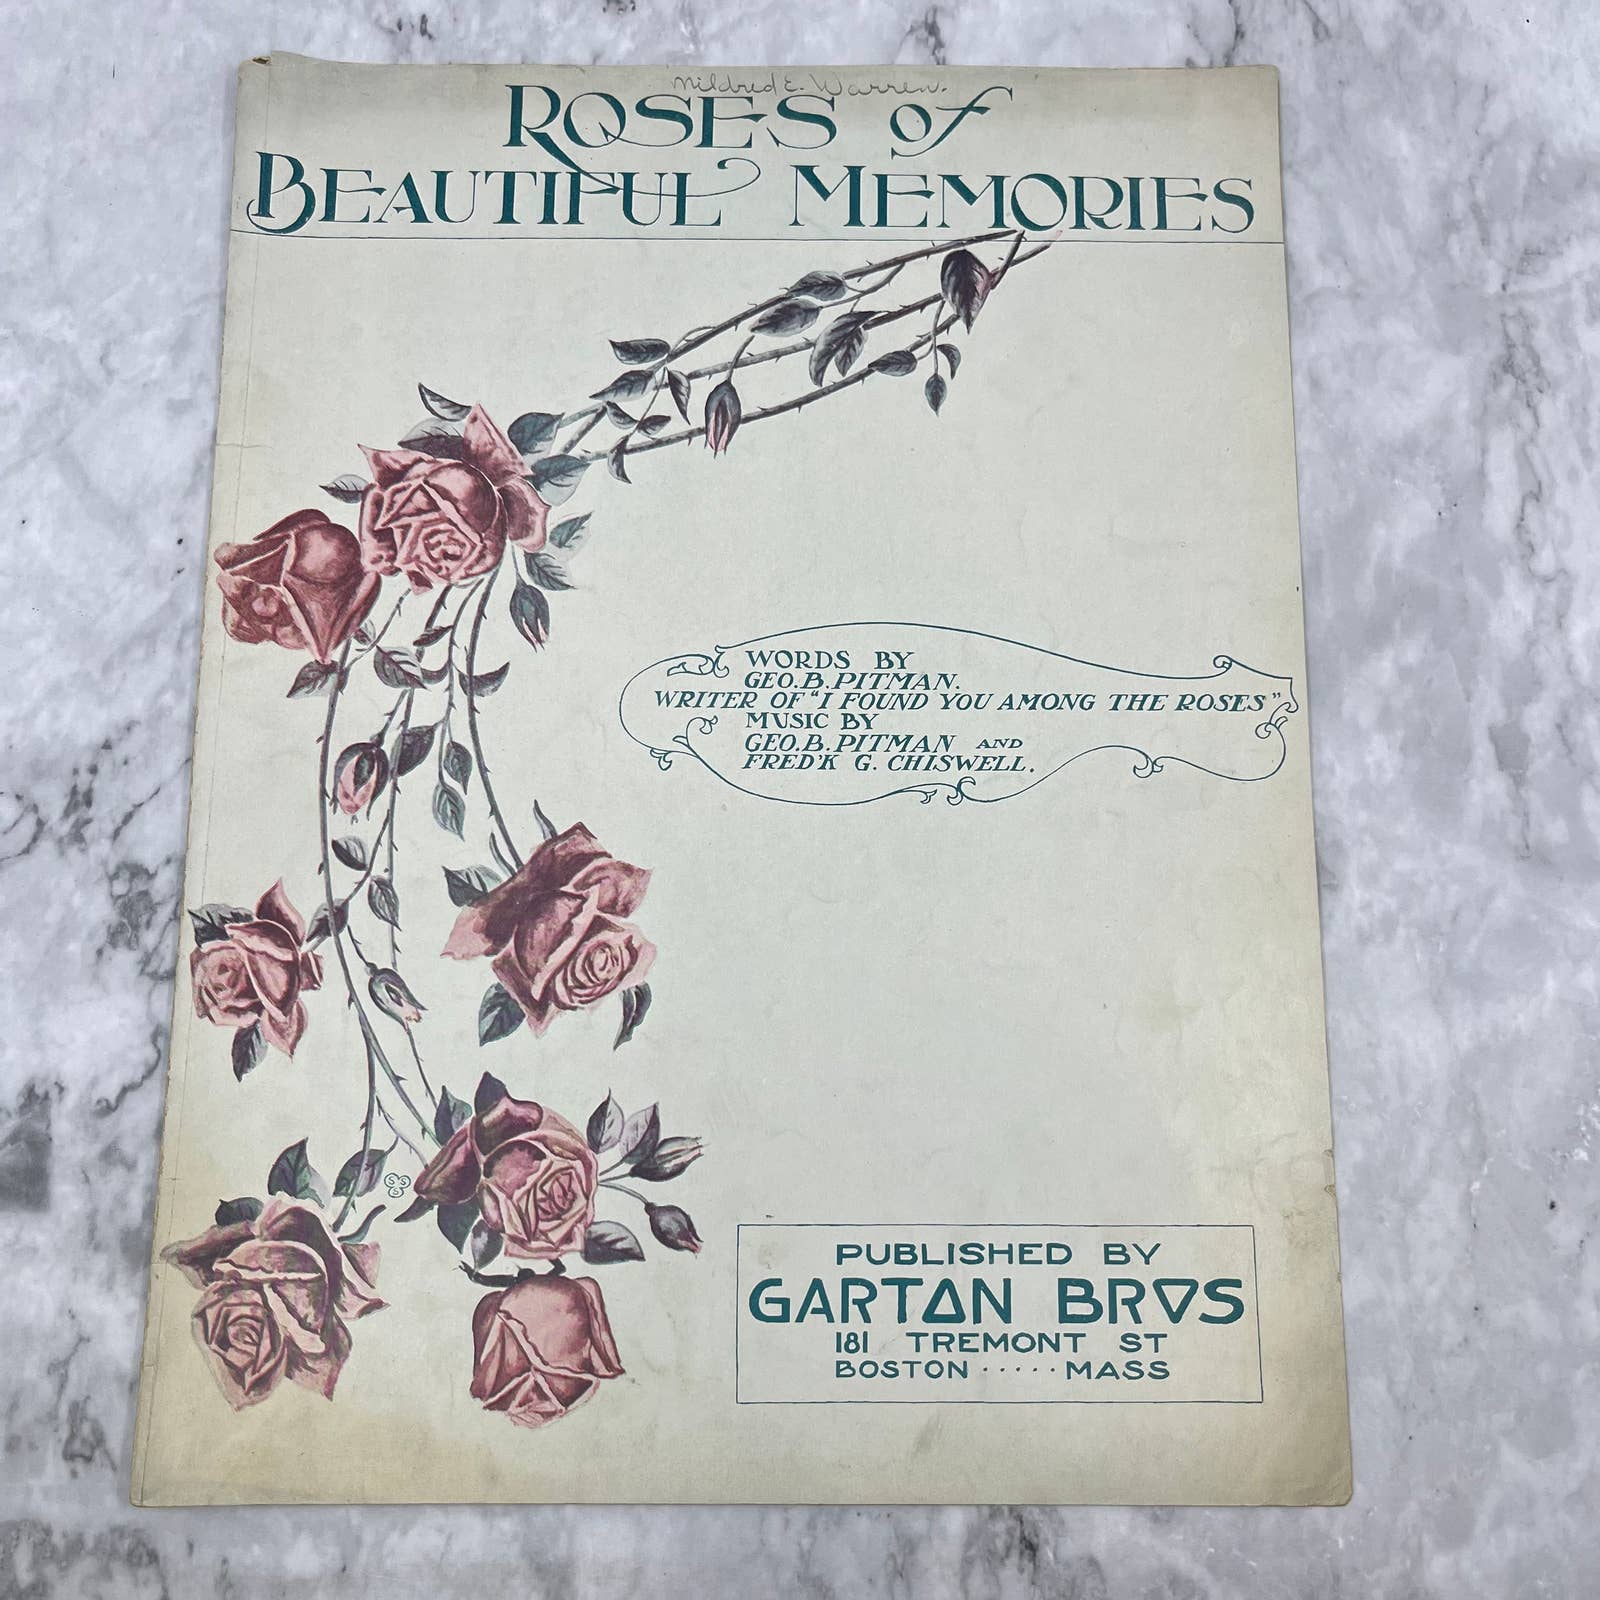 Mildred E. Warren.
ROSES of
BEAUTIFUL MEMORIES
WORDS BY
GEO. B. PITMAN.
WRITER OF "I FOUND YOU AMONG THE ROSES"
MUSIC BY
GEO. B. PITMAN AND
FRED'K G. CHISWELL.
SSS
PUBLISHED BY
GARTAN BROS
181 TREMONT ST
BOSTON ····· MASS